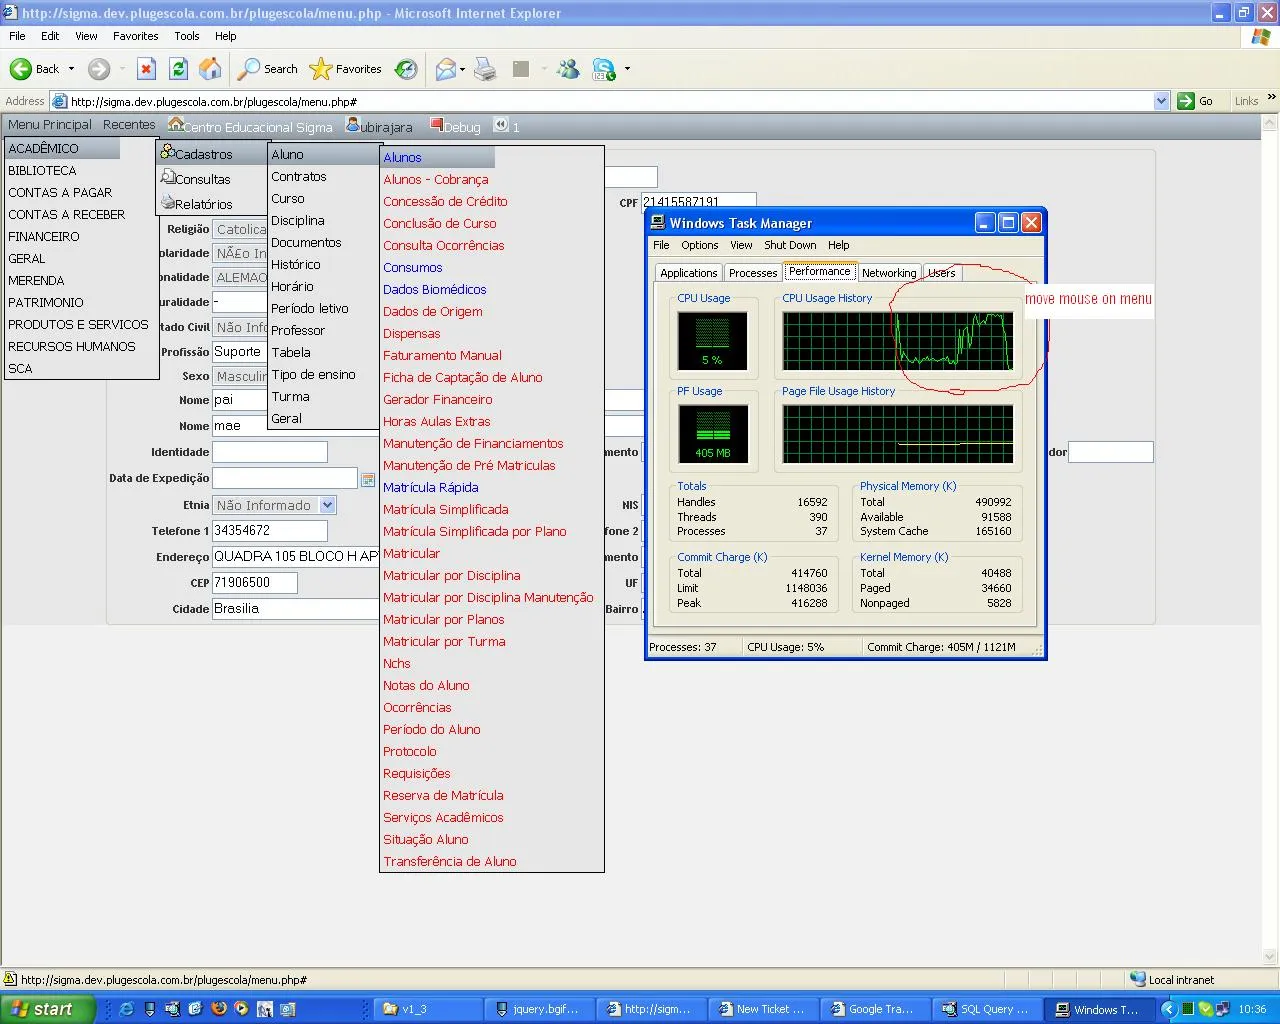 http://sigma.dev.plugescola.com.br/plugescola/menu.php - Microsoft Internet Explorer
File Edit View Favorites Tools Help
Back Search Favorites
Address http://sigma.dev.plugescola.com.br/plugescola/menu.php# Go Links »
Menu Principal Recentes Centro Educacional Sigma ubirajara Debug 1
ACADÊMICO
BIBLIOTECA
CONTAS A PAGAR
CONTAS A RECEBER
FINANCEIRO
GERAL
MERENDA
PATRIMONIO
PRODUTOS E SERVICOS
RECURSOS HUMANOS
SCA
Cadastros
Consultas
Relatórios
Aluno
Contratos
Curso
Disciplina
Documentos
Histórico
Horário
Período letivo
Professor
Tabela
Tipo de ensino
Turma
Geral
Alunos
Alunos - Cobrança
Concessão de Crédito
Conclusão de Curso
Consulta Ocorrências
Consumos
Dados Biomédicos
Dados de Origem
Dispensas
Faturamento Manual
Ficha de Captação de Aluno
Gerador Financeiro
Horas Aulas Extras
Manutenção de Financiamentos
Manutenção de Pré Matriculas
Matrícula Rápida
Matrícula Simplificada
Matrícula Simplificada por Plano
Matricular
Matricular por Disciplina
Matricular por Disciplina Manutenção
Matricular por Planos
Matricular por Turma
Nchs
Notas do Aluno
Ocorrências
Período do Aluno
Protocolo
Requisições
Reserva de Matrícula
Serviços Acadêmicos
Situação Aluno
Transferência de Aluno
CPF 21415587191
Religião Catolica
olaridade NÃ£o In
onalidade ALEMAO
uralidade -
tado Civil Não Info
Profissão Suporte
Sexo Masculin
Nome pai
Nome mae
Identidade mento dor
Data de Expedição
Etnia Não Informado NIS
Telefone 1 34354672 fone 2
Endereço QUADRA 105 BLOCO H AP mento
CEP 71906500 UF
Cidade Brasilia Bairro
Windows Task Manager
File Options View Shut Down Help
Applications Processes Performance Networking Users
CPU Usage CPU Usage History
move mouse on menu
5 %
PF Usage Page File Usage History
405 MB
Totals
Handles 16592
Threads 390
Processes 37
Physical Memory (K)
Total 490992
Available 91588
System Cache 165160
Commit Charge (K)
Total 414760
Limit 1148036
Peak 416288
Kernel Memory (K)
Total 40488
Paged 34660
Nonpaged 5828
Processes: 37 CPU Usage: 5% Commit Charge: 405M / 1121M
http://sigma.dev.plugescola.com.br/plugescola/menu.php# Local intranet
start v1_3 jquery.bgif... http://sigm... New Ticket ... Google Tra... SQL Query ... Windows T... 10:36